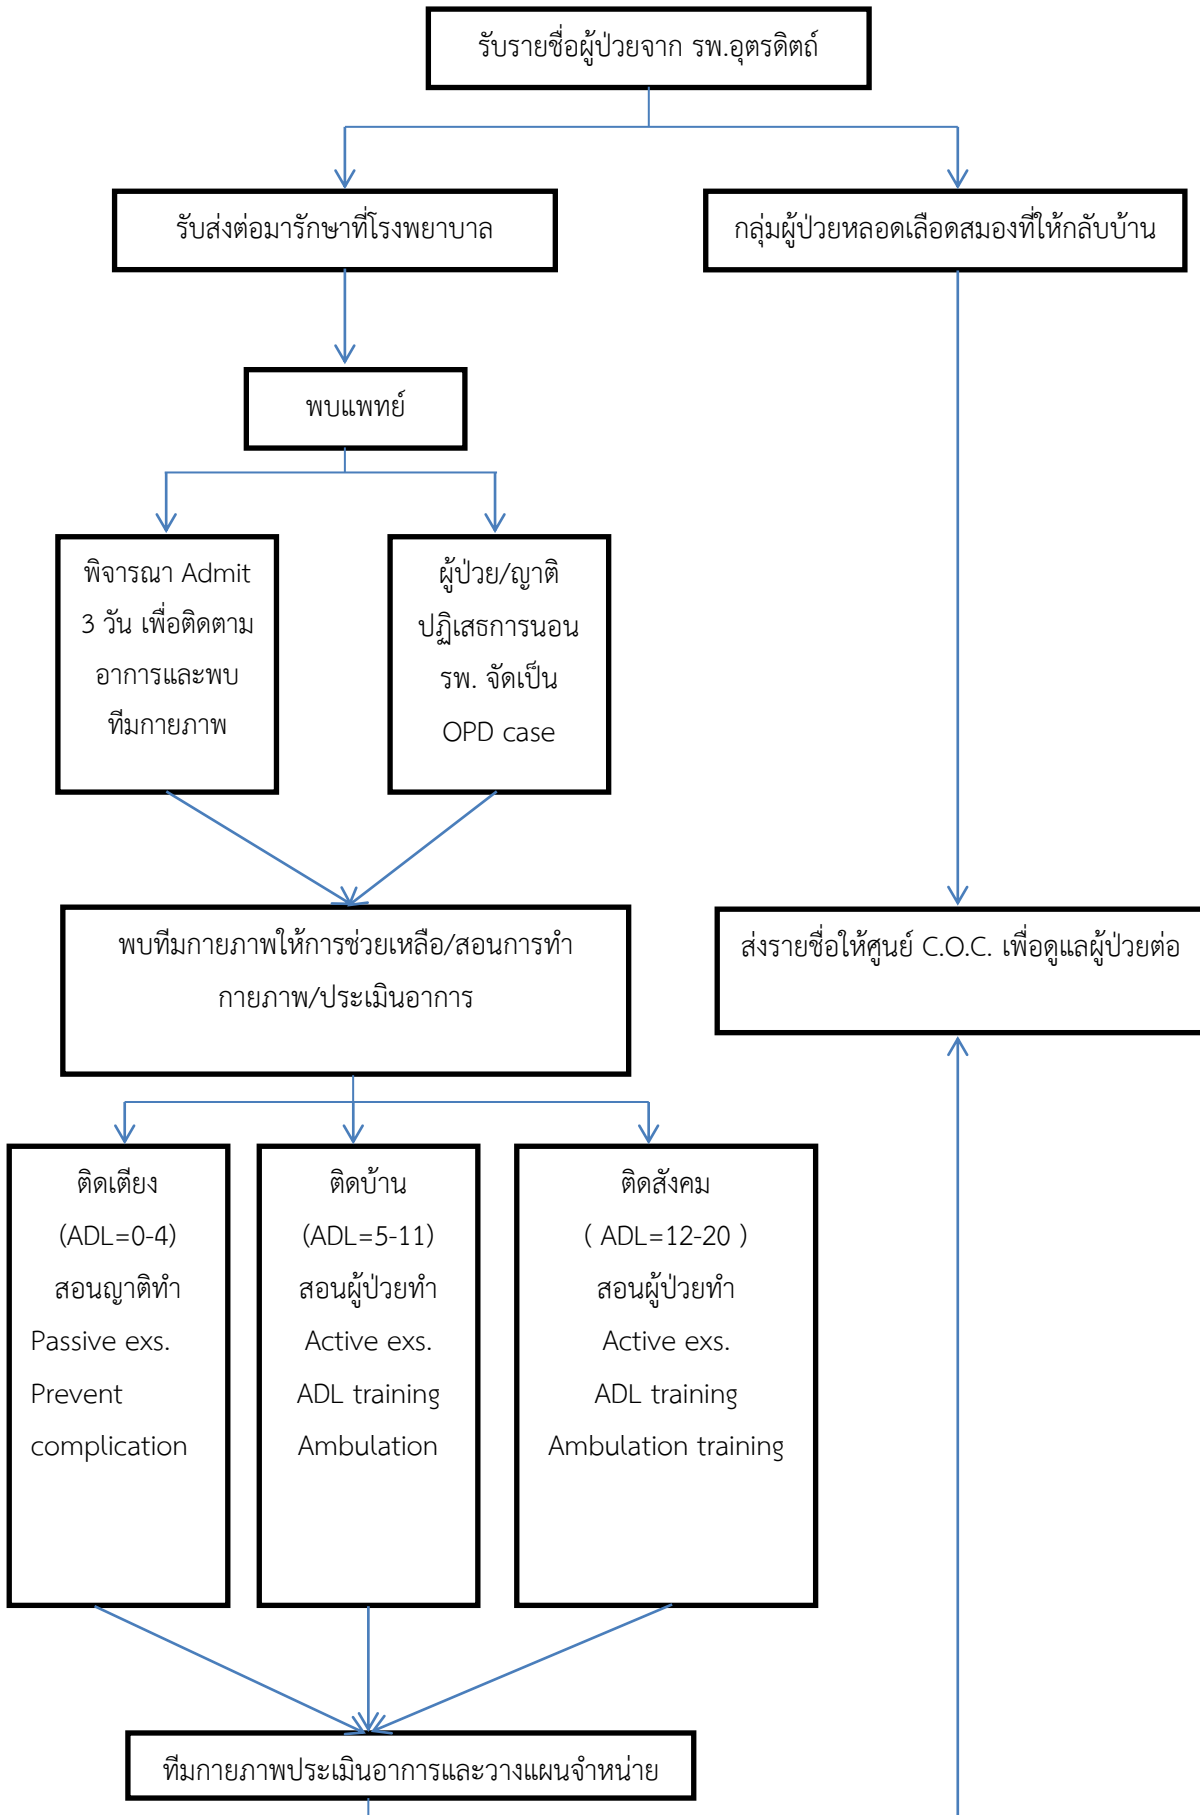 รับรายชื่อผู้ป่วยจาก รพ.อุตรดิตถ์
รับส่งต่อมารักษาที่โรงพยาบาล
กลุ่มผู้ป่วยหลอดเลือดสมองที่ให้กลับบ้าน
พบแพทย์
พิจารณา Admit
3 วัน เพื่อติดตาม
อาการและพบ
ทีมกายภาพ
ผู้ป่วย/ญาติ
ปฏิเสธการนอน
รพ. จัดเป็น
OPD case
พบทีมกายภาพให้การช่วยเหลือ/สอนการทำ
กายภาพ/ประเมินอาการ
ส่งรายชื่อให้ศูนย์ C.O.C. เพื่อดูแลผู้ป่วยต่อ
ติดเตียง
(ADL=0-4)
สอนญาติทำ
Passive exs.
Prevent
complication
ติดบ้าน
(ADL=5-11)
สอนผู้ป่วยทำ
Active exs.
ADL training
Ambulation
ติดสังคม
( ADL=12-20 )
สอนผู้ป่วยทำ
Active exs.
ADL training
Ambulation training
ทีมกายภาพประเมินอาการและวางแผนจำหน่าย